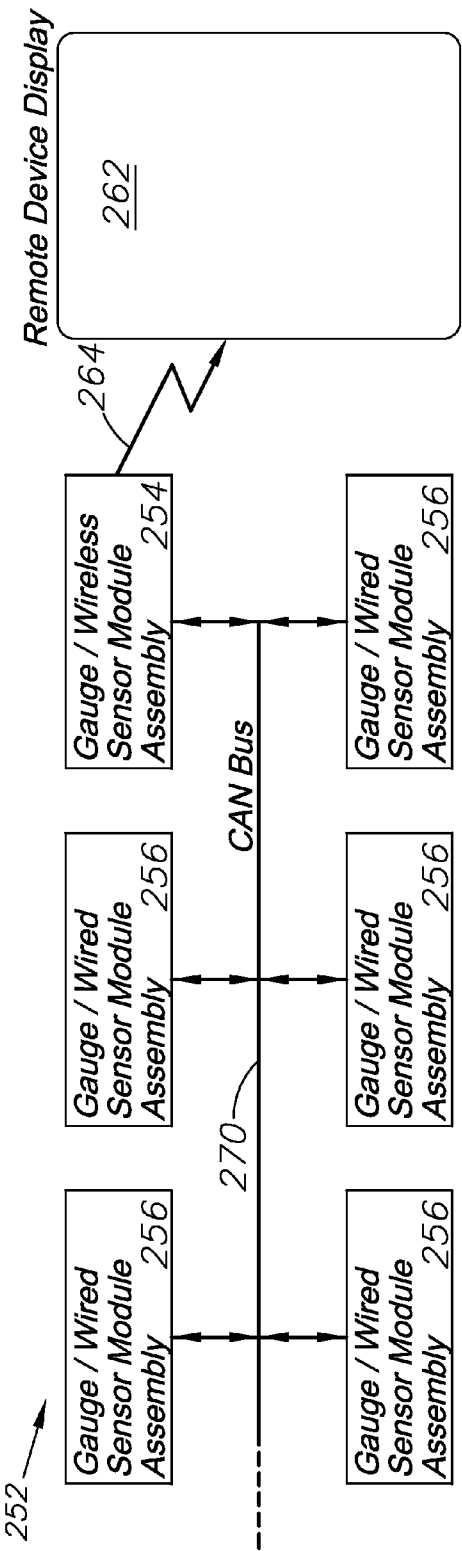 252
Gauge / Wired
Sensor Module
Assembly
256
Gauge / Wired
Sensor Module
Assembly
256
Gauge / Wireless
Sensor Module
Assembly
254
264
Remote Device Display
262
270
CAN Bus
Gauge / Wired
Sensor Module
Assembly
256
Gauge / Wired
Sensor Module
Assembly
256
Gauge / Wired
Sensor Module
Assembly
256